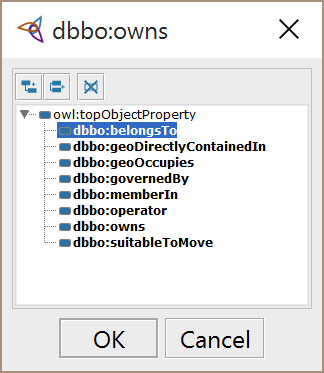 dbbo:owns
owl:topObjectProperty
dbbo:belongsTo
dbbo:geoDirectlyContainedIn
dbbo:geoOccupies
dbbo:governedBy
dbbo:memberIn
dbbo:operator
dbbo:owns
dbbo:suitableToMove
OK Cancel